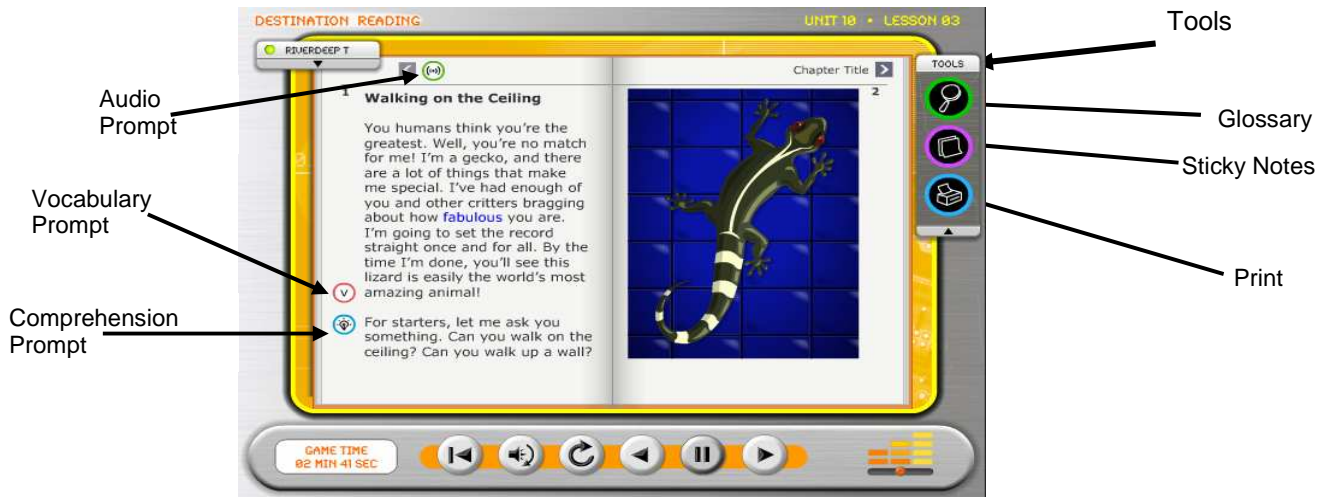 DESTINATION READING
UNIT 10 • LESSON 03
Tools
RIVERDEEP T
TOOLS
Chapter Title
Audio
Prompt
1
2
Walking on the Ceiling
Glossary
You humans think you're the
greatest. Well, you're no match
for me! I'm a gecko, and there
are a lot of things that make
me special. I've had enough of
you and other critters bragging
about how fabulous you are.
I'm going to set the record
straight once and for all. By the
time I'm done, you'll see this
lizard is easily the world's most
amazing animal!
Sticky Notes
Vocabulary
Prompt
V
Print
Comprehension
Prompt
For starters, let me ask you
something. Can you walk on the
ceiling? Can you walk up a wall?
GAME TIME
02 MIN 41 SEC